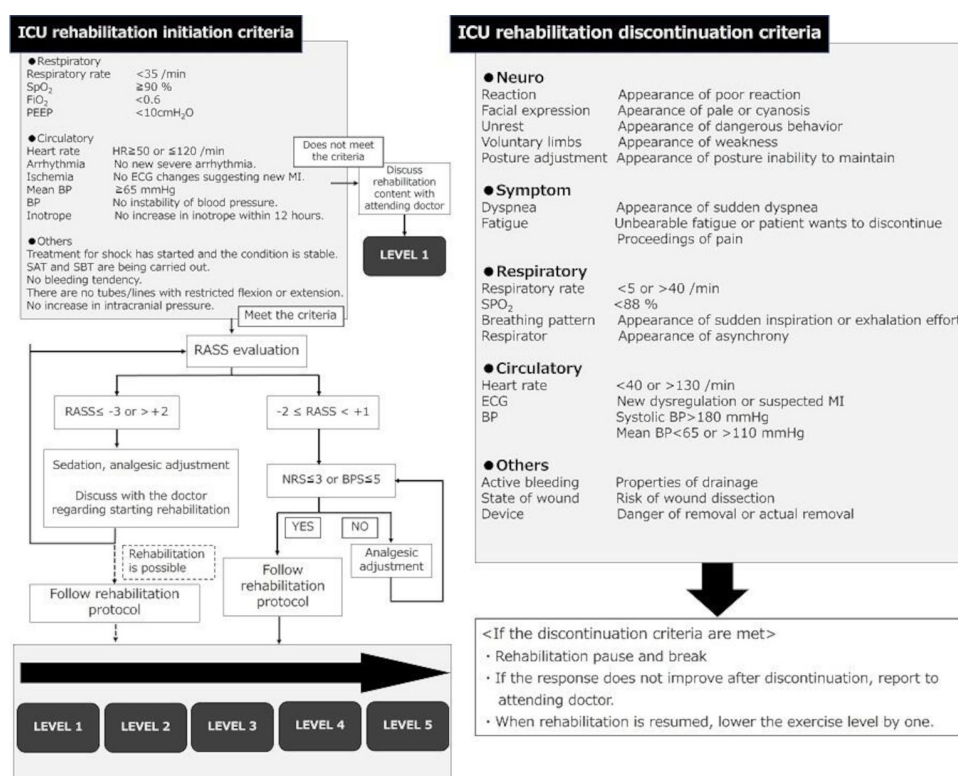 ICU rehabilitation initiation criteria
●Restpiratory
Respiratory rate <35 /min
SpO₂ ≧90 %
FiO₂ <0.6
PEEP <10cmH₂O
●Circulatory
Heart rate HR≧50 or ≦120 /min
Arrhythmia No new severe arrhythmia.
Ischemia No ECG changes suggesting new MI.
Mean BP ≧65 mmHg
BP No instability of blood pressure.
Inotrope No increase in inotrope within 12 hours.
●Others
Treatment for shock has started and the condition is stable.
SAT and SBT are being carried out.
No bleeding tendency.
There are no tubes/lines with restricted flexion or extension.
No increase in intracranial pressure.
Does not meet
the criteria
Discuss
rehabilitation
content with
attending doctor
LEVEL 1
Meet the criteria
RASS evaluation
RASS≦ -3 or >+2
-2 ≦ RASS < +1
Sedation, analgesic adjustment
Discuss with the doctor
regarding starting rehabilitation
NRS≦3 or BPS≦5
YES
NO
Analgesic
adjustment
Rehabilitation
is possible
Follow rehabilitation
protocol
Follow
rehabilitation
protocol
LEVEL 1
LEVEL 2
LEVEL 3
LEVEL 4
LEVEL 5
ICU rehabilitation discontinuation criteria
●Neuro
Reaction Appearance of poor reaction
Facial expression Apearance of pale or cyanosis
Unrest Appearance of dangerous behavior
Voluntary limbs Appearance of weakness
Posture adjustment Appearance of posture inability to maintain
●Symptom
Dyspnea Appearance of sudden dyspnea
Fatigue Unbearable fatigue or patient wants to discontinue
Proceedings of pain
●Respiratory
Respiratory rate <5 or >40 /min
SPO₂ <88 %
Breathing pattern Appearance of sudden inspiration or exhalation effort
Respirator Appearance of asynchrony
●Circulatory
Heart rate <40 or >130 /min
ECG New dysregulation or suspected MI
BP Systolic BP>180 mmHg
Mean BP<65 or >110 mmHg
●Others
Active bleeding Properties of drainage
State of wound Risk of wound dissection
Device Danger of removal or actual removal
<If the discontinuation criteria are met>
・Rehabilitation pause and break
・If the response does not improve after discontinuation, report to
attending doctor.
・When rehabilitation is resumed, lower the exercise level by one.